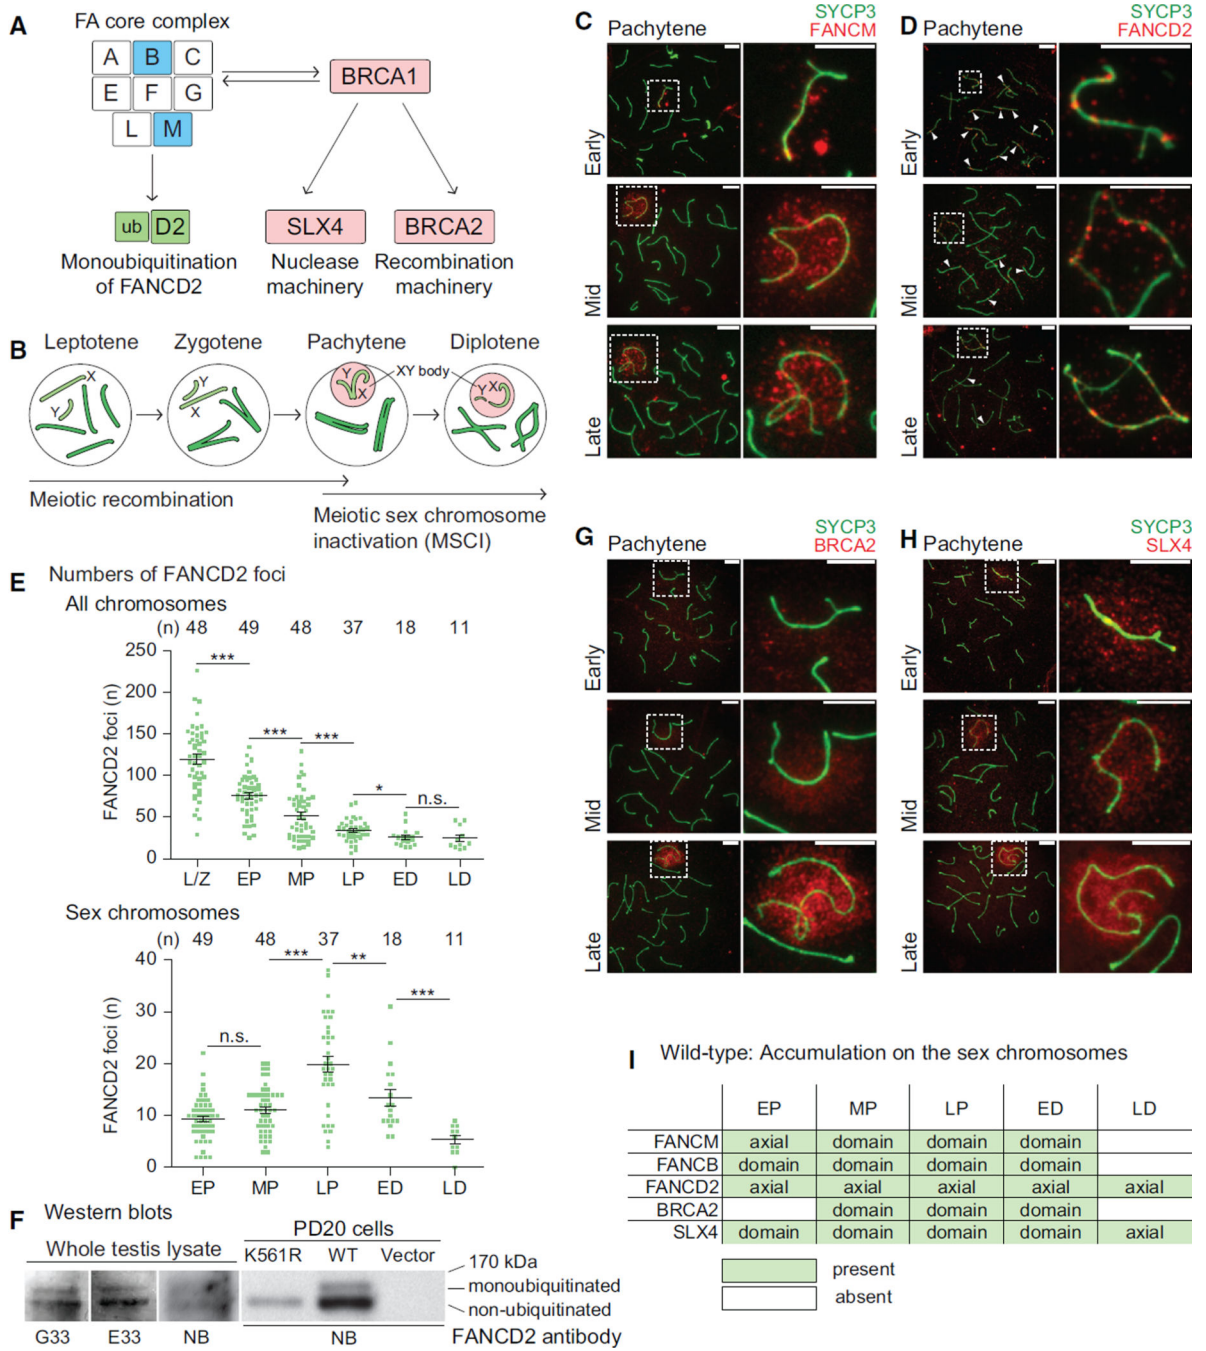 A
FA core complex
A B C
E F G
L M
BRCA1
ub D2
SLX4
BRCA2
Monoubiquitination
of FANCD2
Nuclease
machinery
Recombination
machinery
B
Leptotene
Zygotene
Pachytene
Diplotene
X
Y
Y
X
Y
X
XY body
Y
X
Meiotic recombination
Meiotic sex chromosome
inactivation (MSCI)
C
Pachytene
SYCP3
FANCM
Early
Mid
Late
D
Pachytene
SYCP3
FANCD2
Early
Mid
Late
E
Numbers of FANCD2 foci
All chromosomes
(n) 48 49 48 37 18 11
FANCD2 foci (n)
250
200
150
100
50
0
*** *** *** * n.s.
L/Z EP MP LP ED LD
Sex chromosomes
(n) 49 48 37 18 11
FANCD2 foci (n)
40
30
20
10
0
n.s. *** ** ***
EP MP LP ED LD
F
Western blots
Whole testis lysate
PD20 cells
K561R WT Vector
170 kDa
monoubiquitinated
non-ubiquitinated
G33 E33 NB
NB
FANCD2 antibody
G
Pachytene
SYCP3
BRCA2
Early
Mid
Late
H
Pachytene
SYCP3
SLX4
Early
Mid
Late
I
Wild-type: Accumulation on the sex chromosomes
EP MP LP ED LD
FANCM axial domain domain domain
FANCB domain domain domain domain
FANCD2 axial axial axial axial axial
BRCA2 domain domain domain
SLX4 domain domain domain domain axial
present
absent